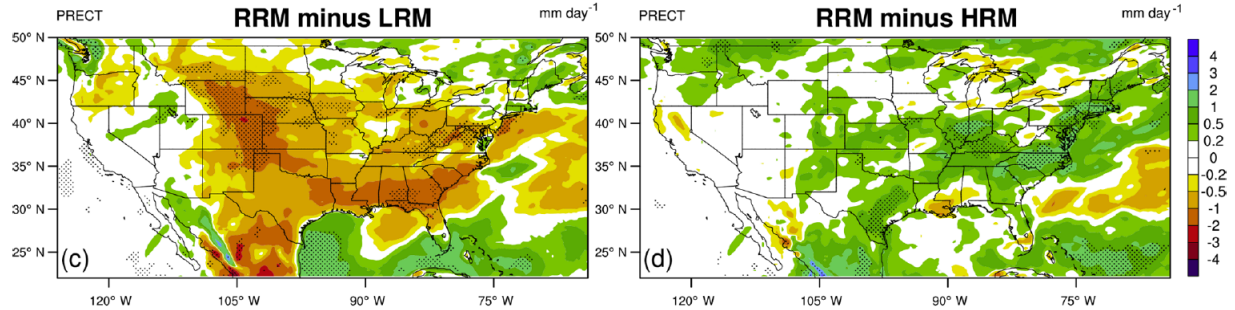 PRECT RRM minus LRM mm day-1
PRECT RRM minus HRM mm day-1
50° N
45° N
40° N
35° N
30° N
25° N
(c)
120° W 105° W 90° W 75° W
50° N
45° N
40° N
35° N
30° N
25° N
(d)
120° W 105° W 90° W 75° W
4
3
2
1
0.5
0.2
0
-0.2
-0.5
-1
-2
-3
-4